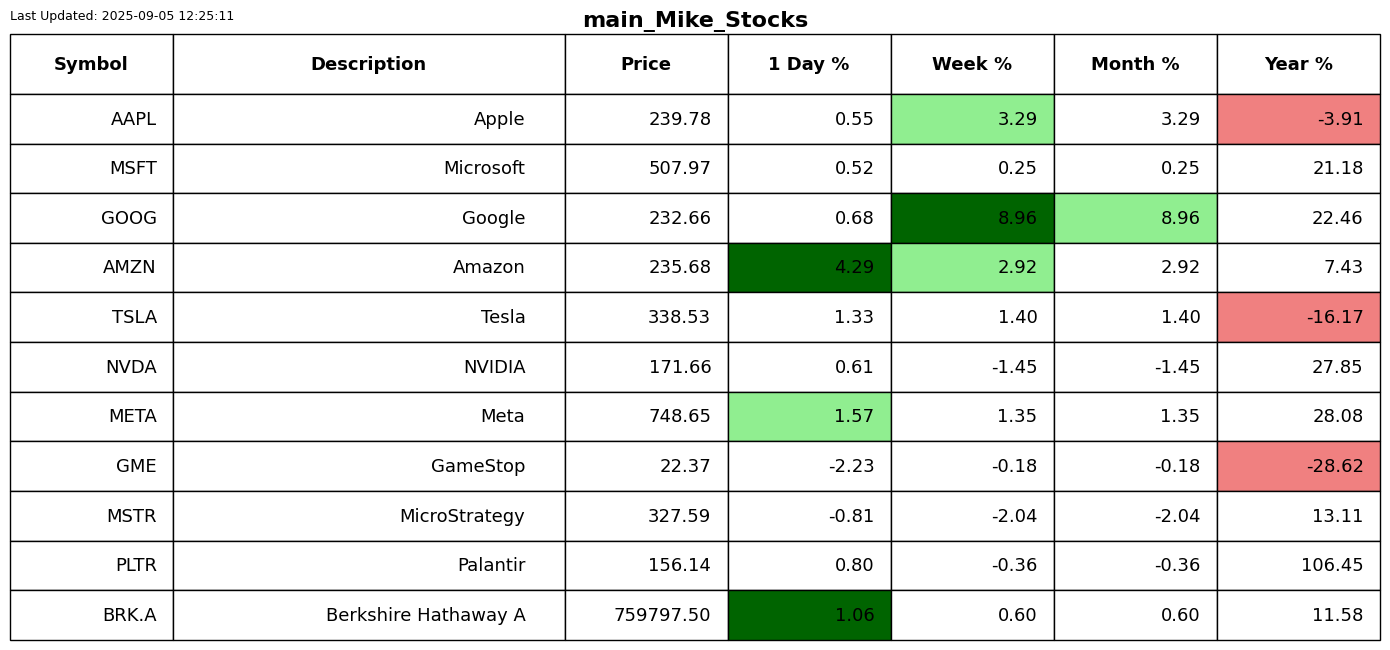 Last Updated: 2025-09-05 12:25:11
main_Mike_Stocks
Symbol Description Price 1 Day % Week % Month % Year %
AAPL Apple 239.78 0.55 3.29 3.29 -3.91
MSFT Microsoft 507.97 0.52 0.25 0.25 21.18
GOOG Google 232.66 0.68 8.96 8.96 22.46
AMZN Amazon 235.68 4.29 2.92 2.92 7.43
TSLA Tesla 338.53 1.33 1.40 1.40 -16.17
NVDA NVIDIA 171.66 0.61 -1.45 -1.45 27.85
META Meta 748.65 1.57 1.35 1.35 28.08
GME GameStop 22.37 -2.23 -0.18 -0.18 -28.62
MSTR MicroStrategy 327.59 -0.81 -2.04 -2.04 13.11
PLTR Palantir 156.14 0.80 -0.36 -0.36 106.45
BRK.A Berkshire Hathaway A 759797.50 1.06 0.60 0.60 11.58